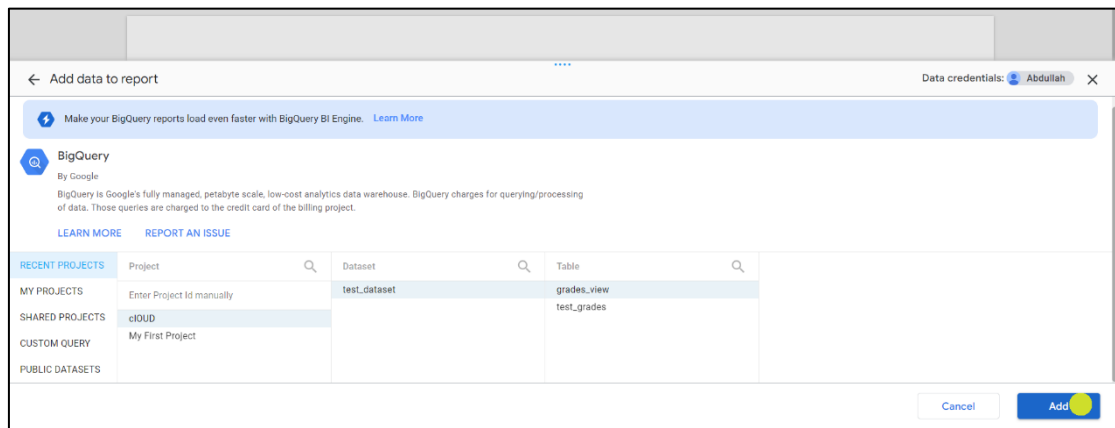 Add data to report
Data credentials: Abdullah
Make your BigQuery reports load even faster with BigQuery BI Engine. Learn More
BigQuery
By Google
BigQuery is Google's fully managed, petabyte scale, low-cost analytics data warehouse. BigQuery charges for querying/processing
of data. Those queries are charged to the credit card of the billing project.
LEARN MORE REPORT AN ISSUE
RECENT PROJECTS Project Dataset Table
MY PROJECTS Enter Project Id manually test_dataset grades_view
SHARED PROJECTS clOUD test_grades
CUSTOM QUERY My First Project
PUBLIC DATASETS
Cancel Add